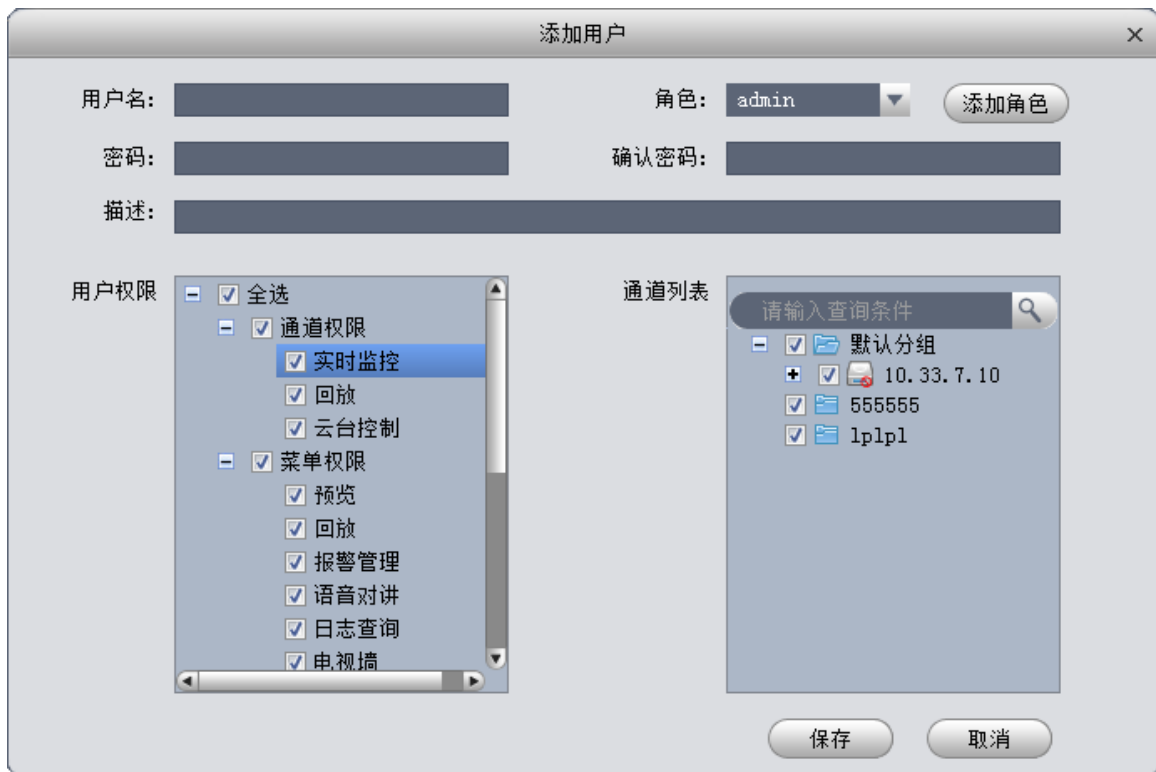 添加用户
用户名:
角色: admin 添加角色
密码:
确认密码:
描述:
用户权限
全选
通道权限
实时监控
回放
云台控制
菜单权限
预览
回放
报警管理
语音对讲
日志查询
电视墙
通道列表
请输入查询条件
默认分组
10.33.7.10
555555
lplpl
保存 取消